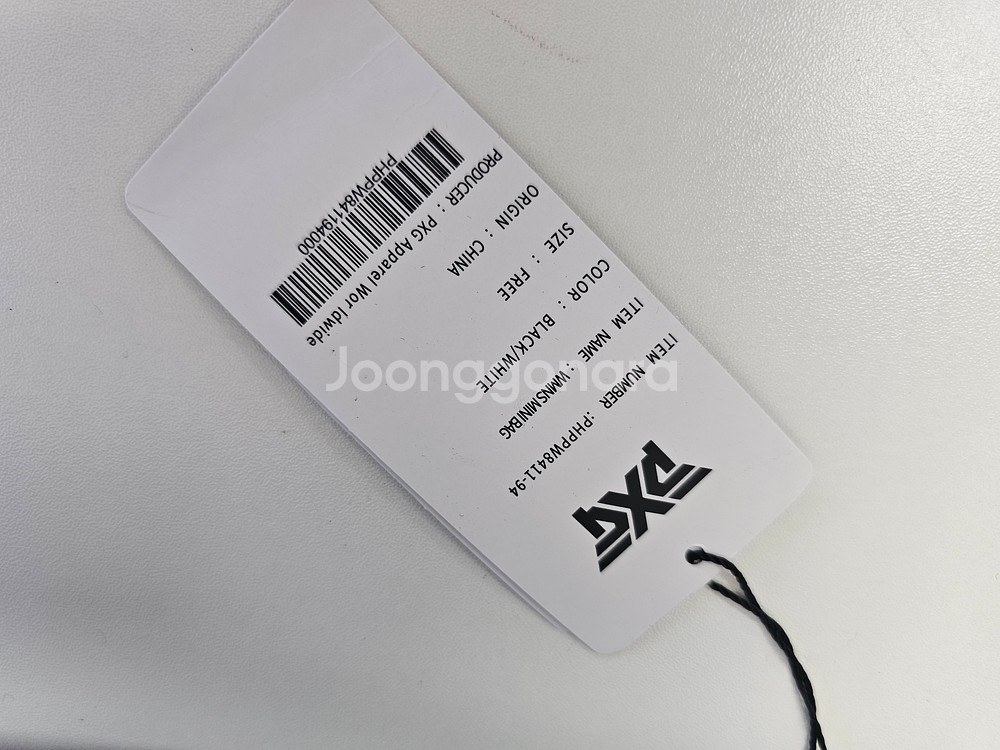 PXG
ITEM NUMBER :PHPPW8411-94
ITEM NAME : WMNSMINIBAG
COLOR : BLACK/WHITE
SIZE : FREE
ORIGIN : CHINA
PRODUCER : PXG Apparel Worldwide
PHPPW841194000
Joonggonara